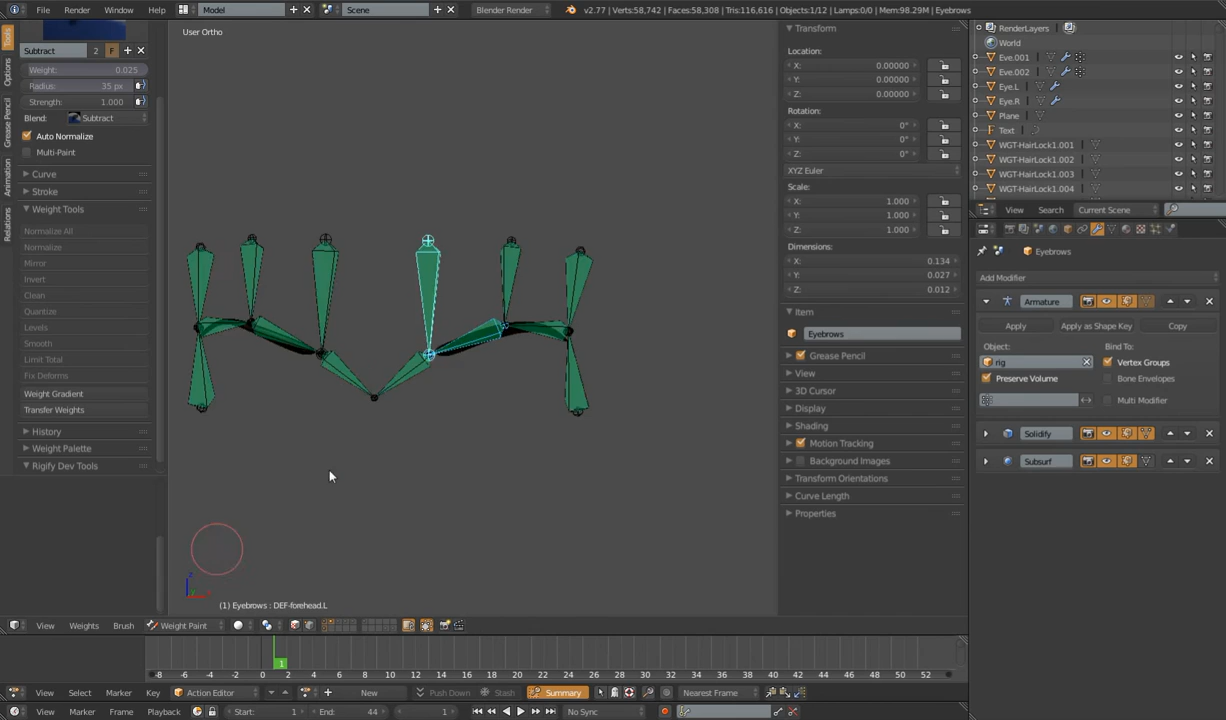 File Render Window Help Model Scene Blender Render v2.77 | Verts:58,742 | Faces:58,308 | Tris:116,616 | Objects:1/12 | Lamps:0/0 | Mem:98.29M | Eyebrows
Tools
Options
Grease Pencil
Animation
Relations
Subtract 2 F
Weight: 0.025
Radius: 35 px
Strength: 1.000
Blend: Subtract
Auto Normalize
Multi-Paint
Curve
Stroke
Weight Tools
Normalize All
Normalize
Mirror
Invert
Clean
Quantize
Levels
Smooth
Limit Total
Fix Deforms
Weight Gradient
Transfer Weights
History
Weight Palette
Rigify Dev Tools
User Ortho
(1) Eyebrows : DEF-forehead.L
Transform
Location:
X: 0.00000
Y: 0.00000
Z: 0.00000
Rotation:
X: 0°
Y: 0°
Z: 0°
XYZ Euler
Scale:
X: 1.000
Y: 1.000
Z: 1.000
Dimensions:
X: 0.134
Y: 0.027
Z: 0.012
Item
Eyebrows
Grease Pencil
View
3D Cursor
Display
Shading
Motion Tracking
Background Images
Transform Orientations
Curve Length
Properties
RenderLayers
World
Eve.001
Eve.002
Eye.L
Eye.R
Plane
Text
WGT-HairLock1.001
WGT-HairLock1.002
WGT-HairLock1.003
WGT-HairLock1.004
View Search Current Scene
Eyebrows
Add Modifier
Armature
Apply Apply as Shape Key Copy
Object: Bind To:
rig Vertex Groups
Preserve Volume Bone Envelopes
Multi Modifier
Solidify
Subsurf
View Weights Brush Weight Paint
-8 -6 -4 -2 0 2 4 6 8 10 12 14 16 18 20 22 24 26 28 30 32 34 36 38 40 42 44 46 48 50 52
1
View Select Marker Key Action Editor New Push Down Stash Summary Nearest Frame
View Marker Frame Playback Start: 1 End: 44 1 No Sync